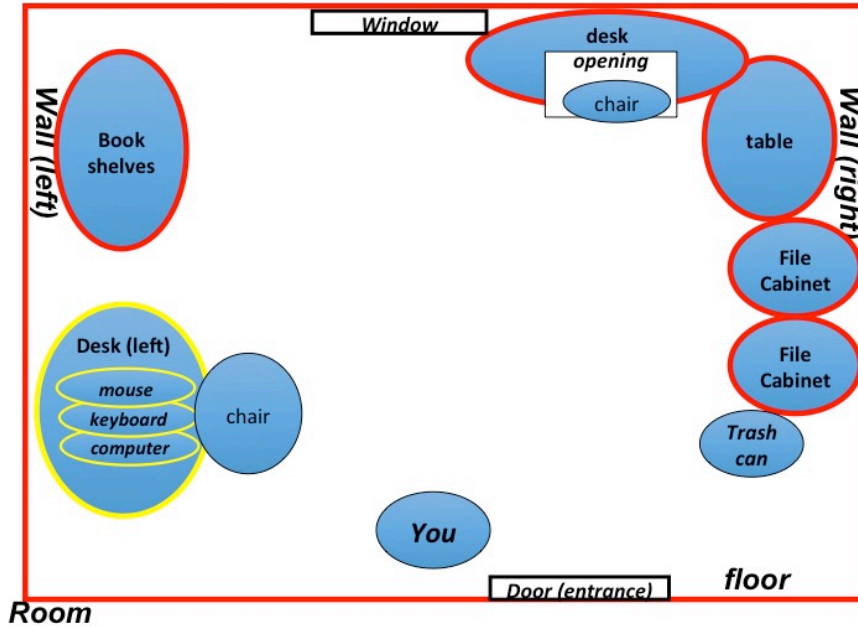 Window
desk
opening
chair
Wall (left)
Book
shelves
table
Wall (right)
File
Cabinet
File
Cabinet
Desk (left)
mouse
keyboard
computer
chair
Trash
can
You
Door (entrance)
floor
Room